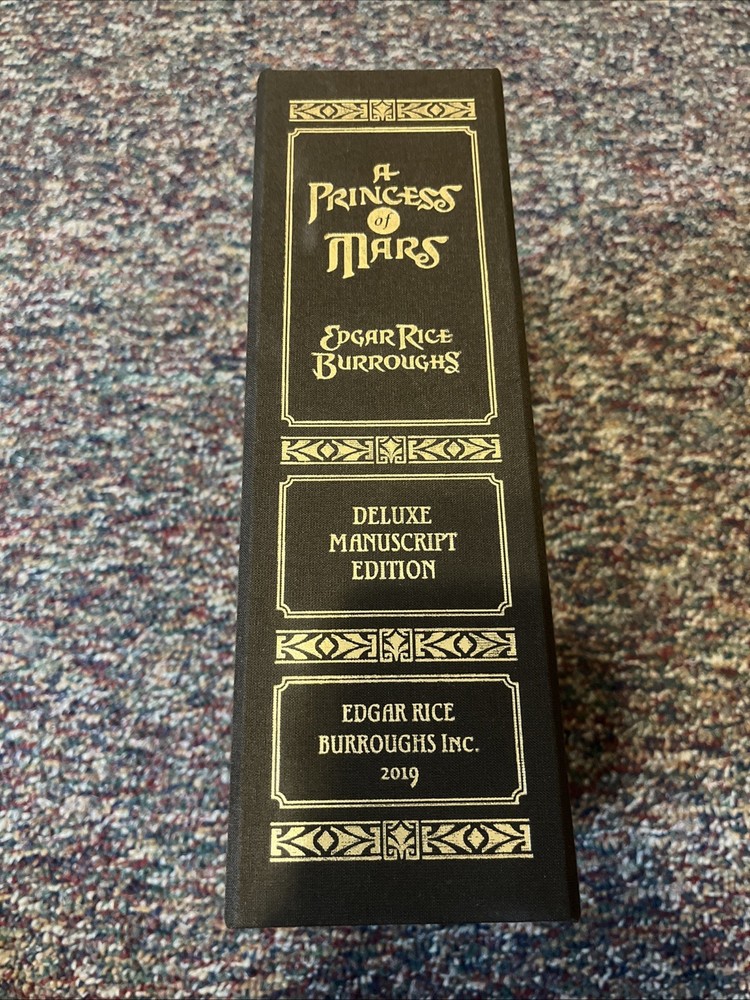 A
PRINCESS
of
MARS
EDGAR RICE
BURROUGHS
DELUXE
MANUSCRIPT
EDITION
EDGAR RICE
BURROUGHS INC.
2019